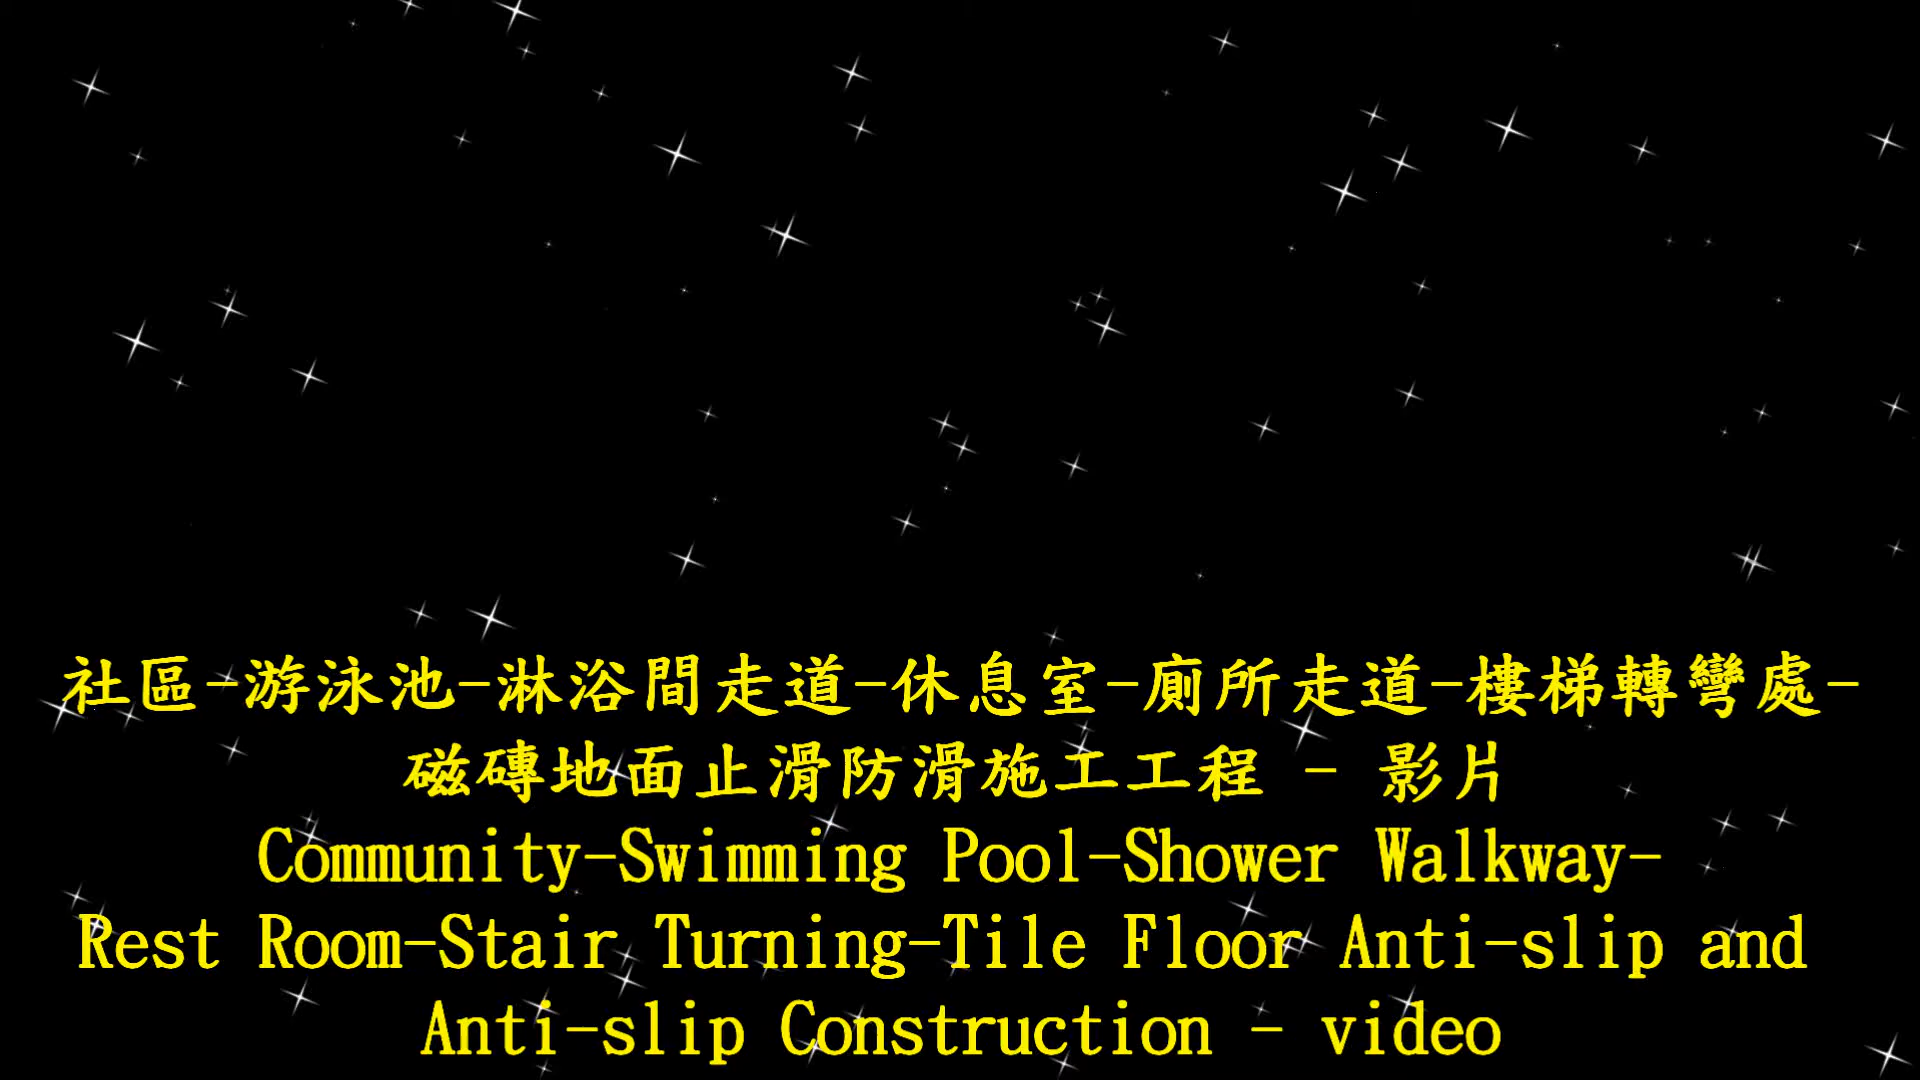 社區-游泳池-淋浴間走道-休息室-廁所走道-樓梯轉彎處-
磁磚地面止滑防滑施工工程 - 影片
Community-Swimming Pool-Shower Walkway-
Rest Room-Stair Turning-Tile Floor Anti-slip and
Anti-slip Construction - video